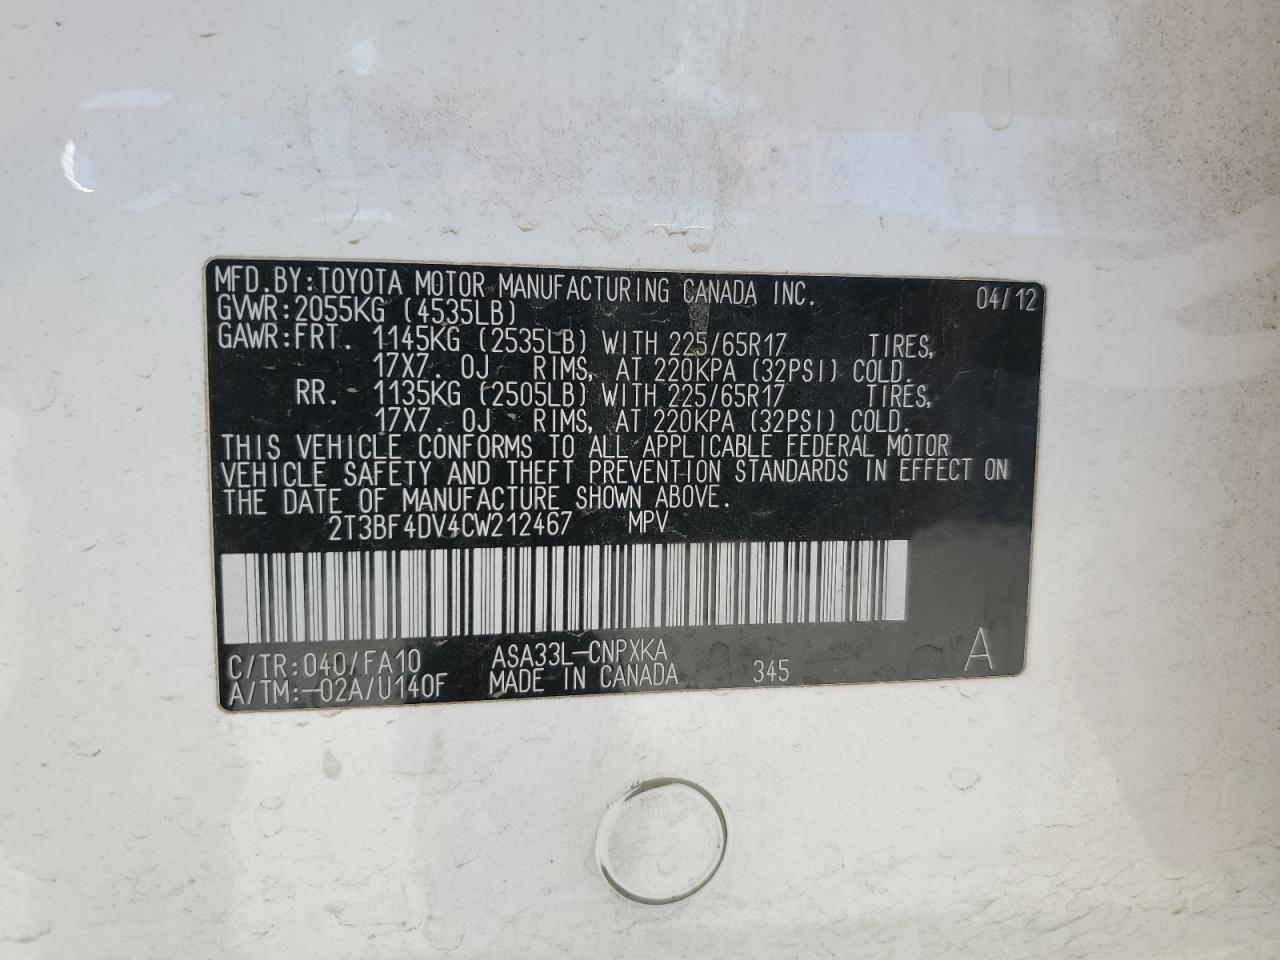 MFD.BY:TOYOTA MOTOR MANUFACTURING CANADA INC. 04/12
GVWR:2055KG (4535LB)
GAWR:FRT. 1145KG (2535LB) WITH 225/65R17 TIRES,
17X7.0J RIMS, AT 220KPA (32PSI) COLD.
RR. 1135KG (2505LB) WITH 225/65R17 TIRES,
17X7.0J RIMS, AT 220KPA (32PSI) COLD.
THIS VEHICLE CONFORMS TO ALL APPLICABLE FEDERAL MOTOR
VEHICLE SAFETY AND THEFT PREVENTION STANDARDS IN EFFECT ON
THE DATE OF MANUFACTURE SHOWN ABOVE.
2T3BF4DV4CW212467 MPV
C/TR:040/FA10 ASA33L-CNPXKA
A/TM:-02A/U140F MADE IN CANADA 345 A